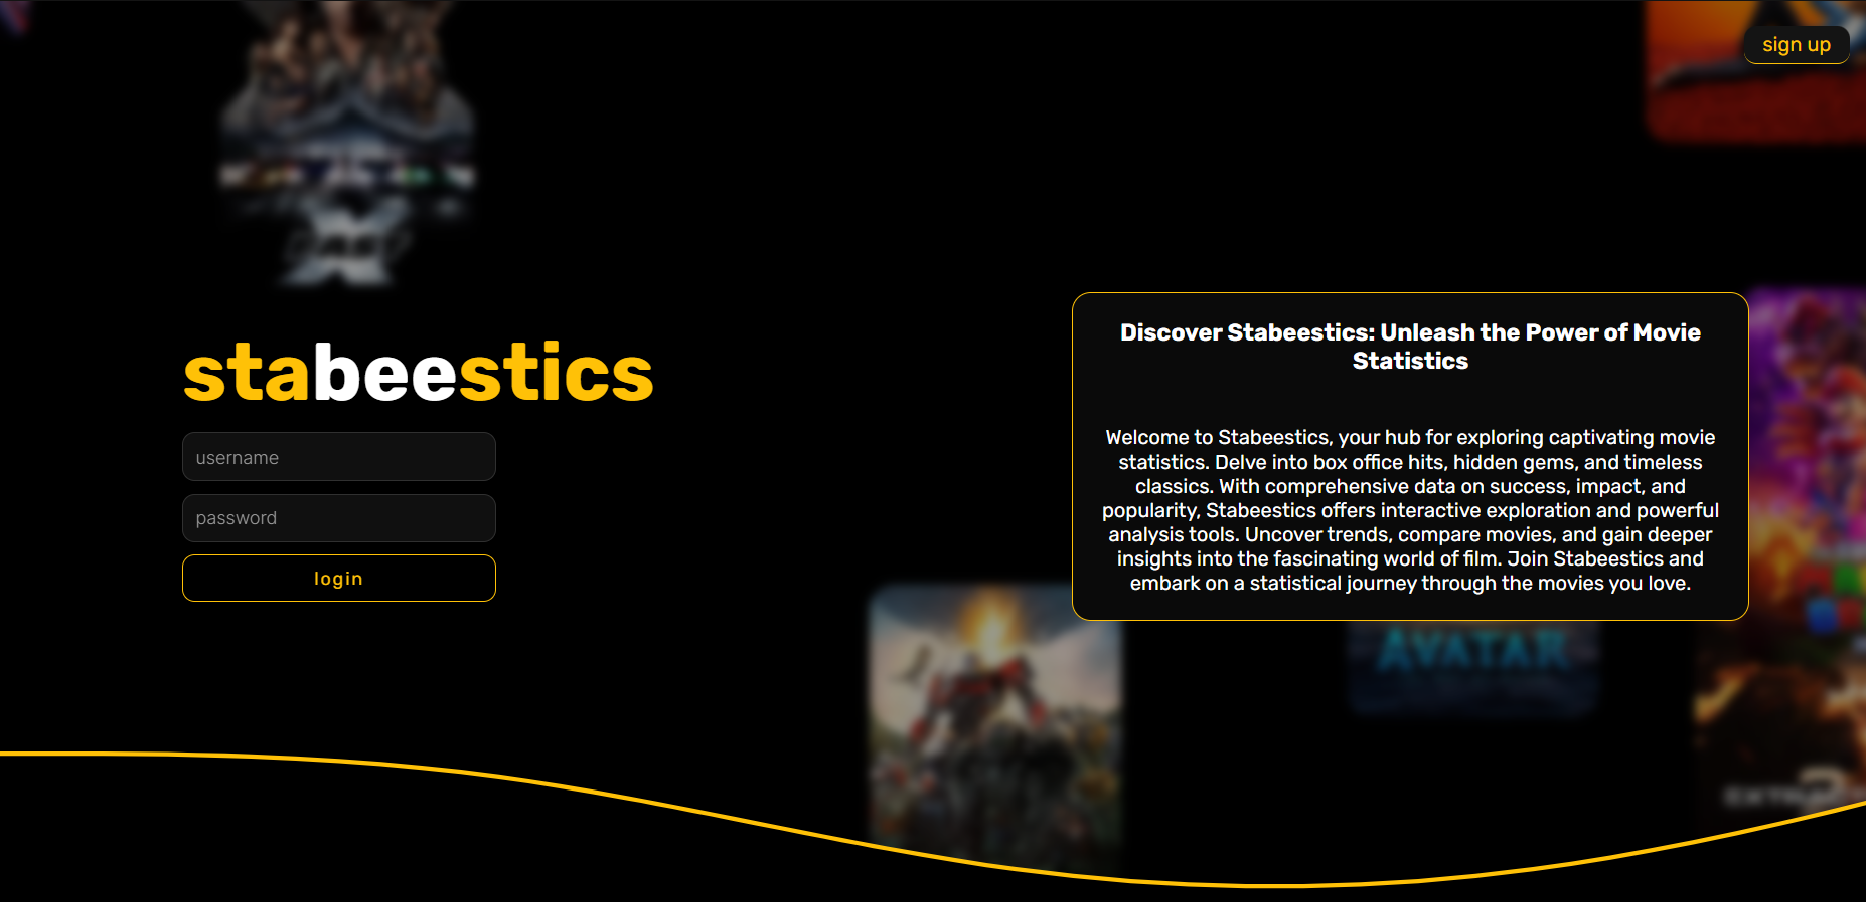 sign up
stabeestics
username
password
login
Discover Stabeestics: Unleash the Power of Movie
Statistics
Welcome to Stabeestics, your hub for exploring captivating movie
statistics. Delve into box office hits, hidden gems, and timeless
classics. With comprehensive data on success, impact, and
popularity, Stabeestics offers interactive exploration and powerful
analysis tools. Uncover trends, compare movies, and gain deeper
insights into the fascinating world of film. Join Stabeestics and
embark on a statistical journey through the movies you love.
AVATAR